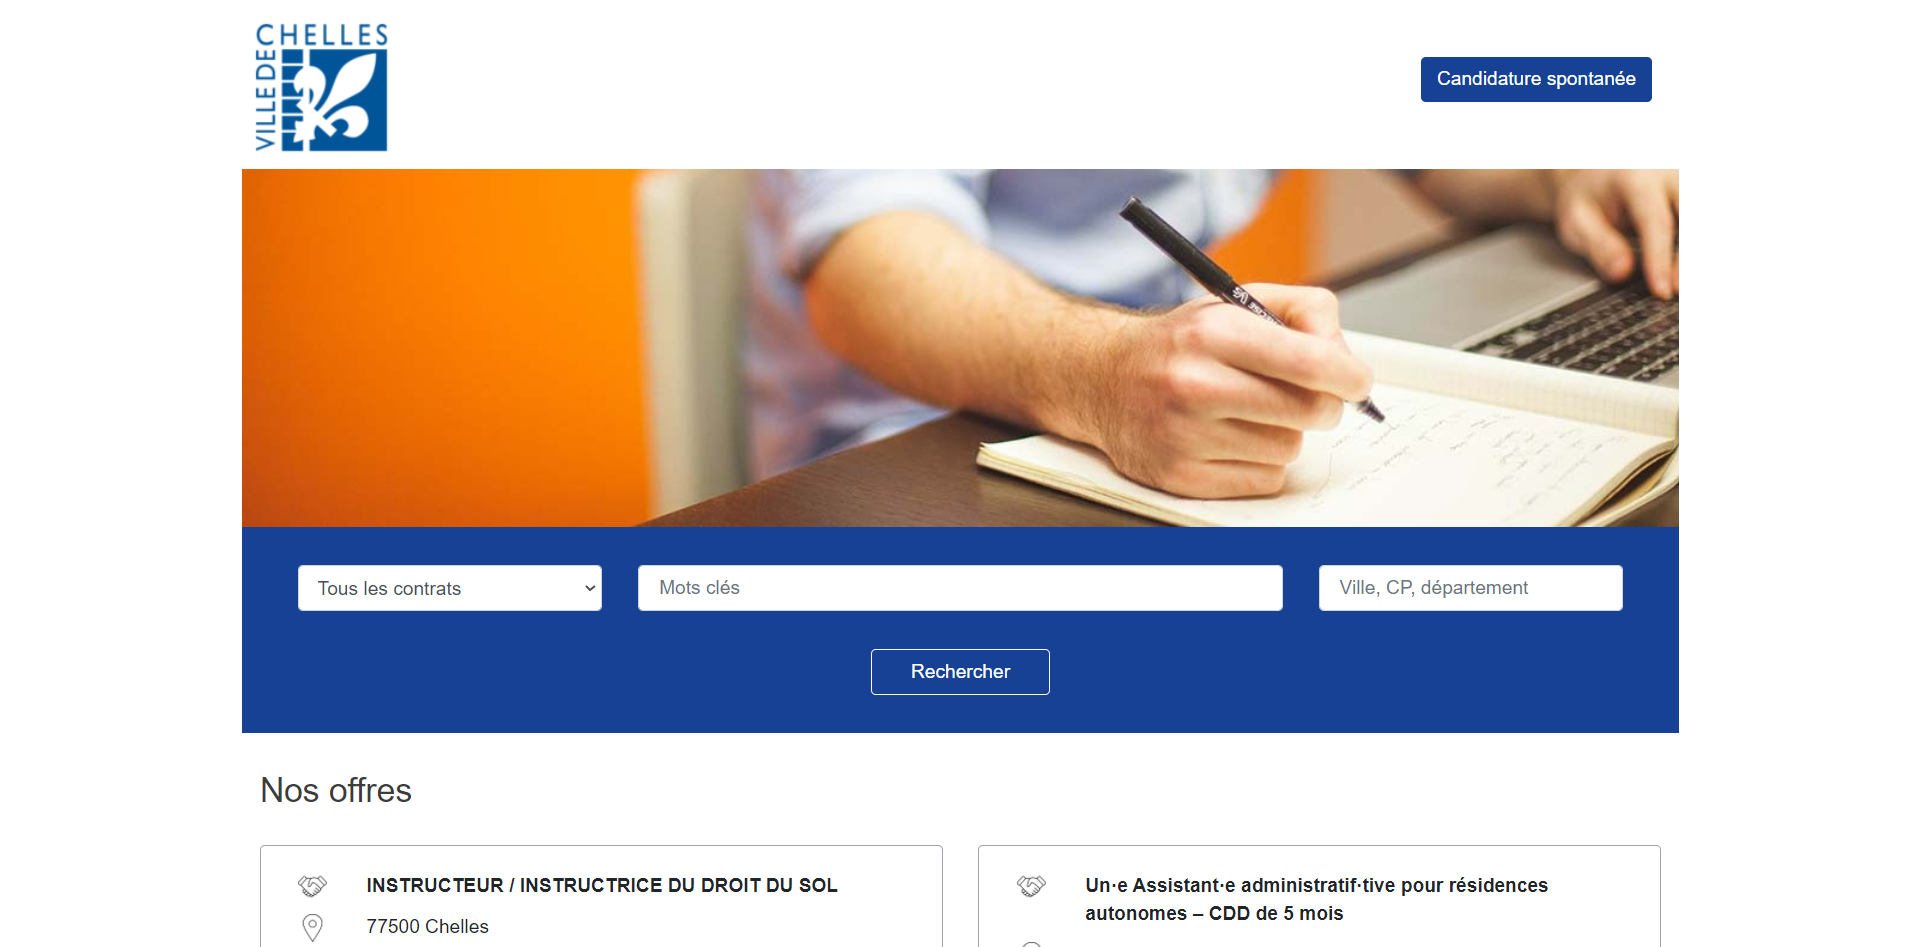 CHELLES
VILLE DE
Candidature spontanée
Tous les contrats
Mots clés
Ville, CP, département
Rechercher
Nos offres
INSTRUCTEUR / INSTRUCTRICE DU DROIT DU SOL
77500 Chelles
Un·e Assistant·e administratif·tive pour résidences
autonomes – CDD de 5 mois